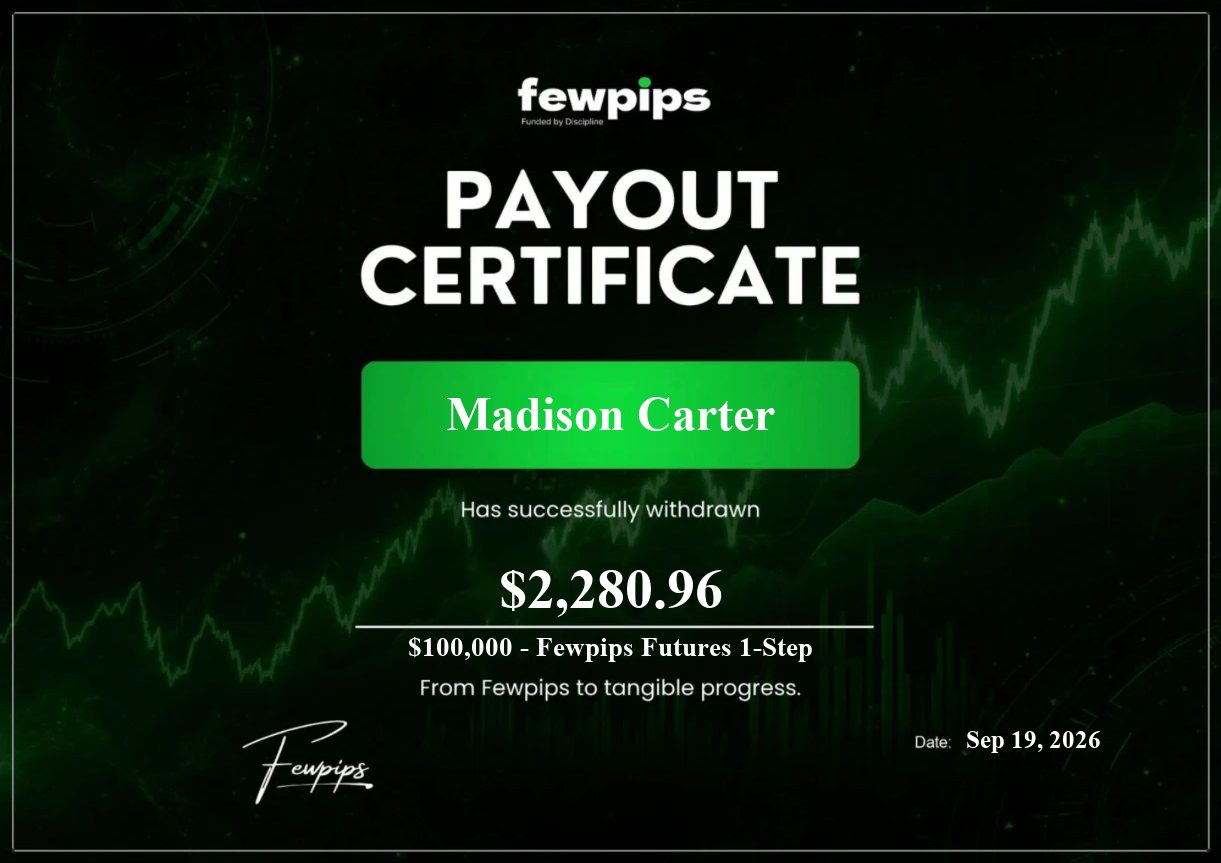 fewpips
Funded by Discipline
PAYOUT
CERTIFICATE
Madison Carter
Has successfully withdrawn
$2,280.96
$100,000 - Fewpips Futures 1-Step
From Fewpips to tangible progress.
Fewpips
Date: Sep 19, 2026